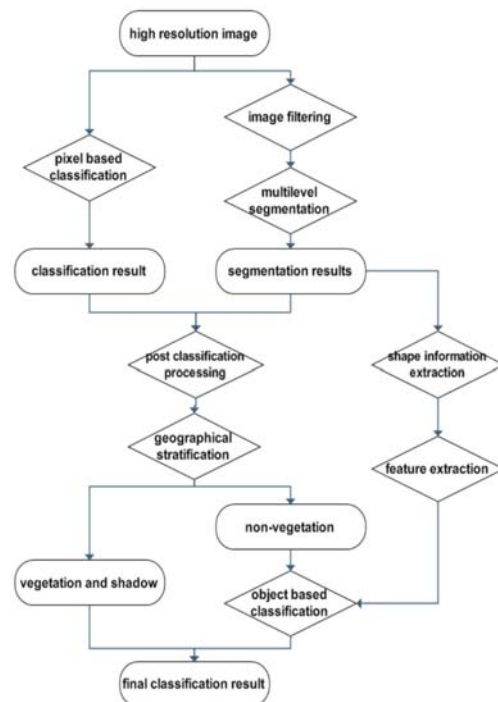 high resolution image
image filtering
pixel based
classification
multilevel
segmentation
classification result
segmentation results
post classification
processing
shape information
extraction
geographical
stratification
feature extraction
non-vegetation
vegetation and shadow
object based
classification
final classification result